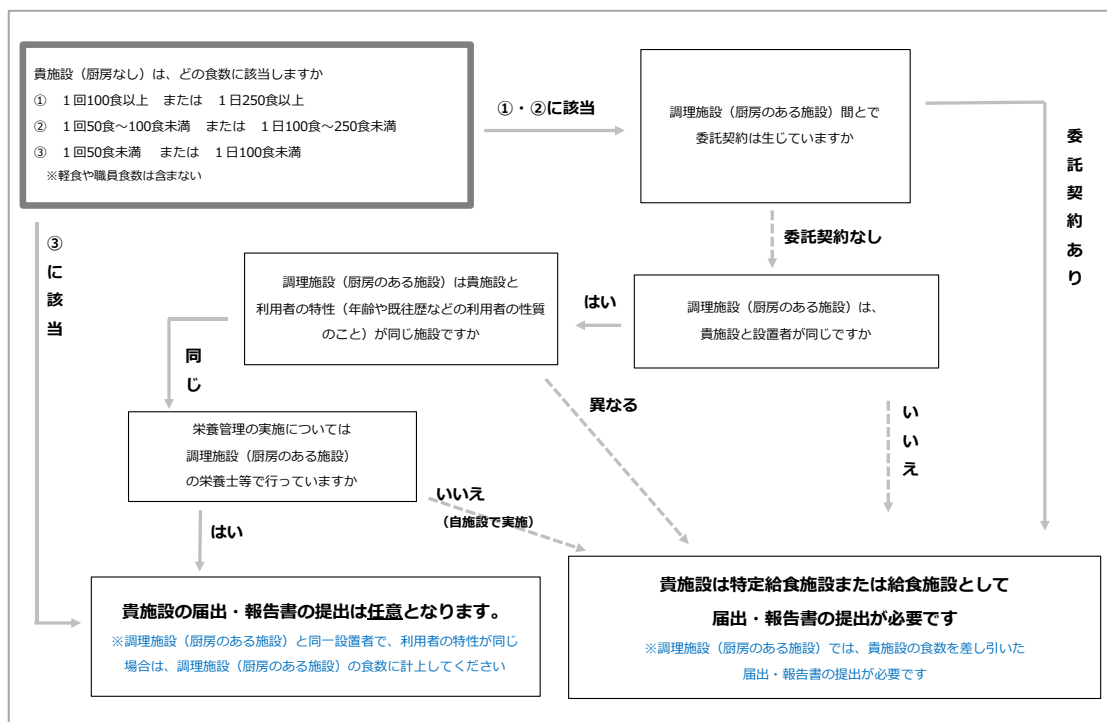 貴施設（厨房なし）は、どの食数に該当しますか
①　１回100食以上　または　１日250食以上
②　１回50食～100食未満　または　１日100食～250食未満
③　１回50食未満　または　１日100食未満
※軽食や職員食数は含まない
①・②に該当
調理施設（厨房のある施設）間とで
委託契約は生じていますか
委託契約あり
③に該当
委託契約なし
調理施設（厨房のある施設）は貴施設と
利用者の特性（年齢や既往歴などの利用者の性質
のこと）が同じ施設ですか
はい
調理施設（厨房のある施設）は、
貴施設と設置者が同じですか
同じ
異なる
いいえ
栄養管理の実施については
調理施設（厨房のある施設）
の栄養士等で行っていますか
いいえ
（自施設で実施）
はい
貴施設の届出・報告書の提出は任意となります。
※調理施設（厨房のある施設）と同一設置者で、利用者の特性が同じ
場合は、調理施設（厨房のある施設）の食数に計上してください
貴施設は特定給食施設または給食施設として
届出・報告書の提出が必要です
※調理施設（厨房のある施設）では、貴施設の食数を差し引いた
届出・報告書の提出が必要です